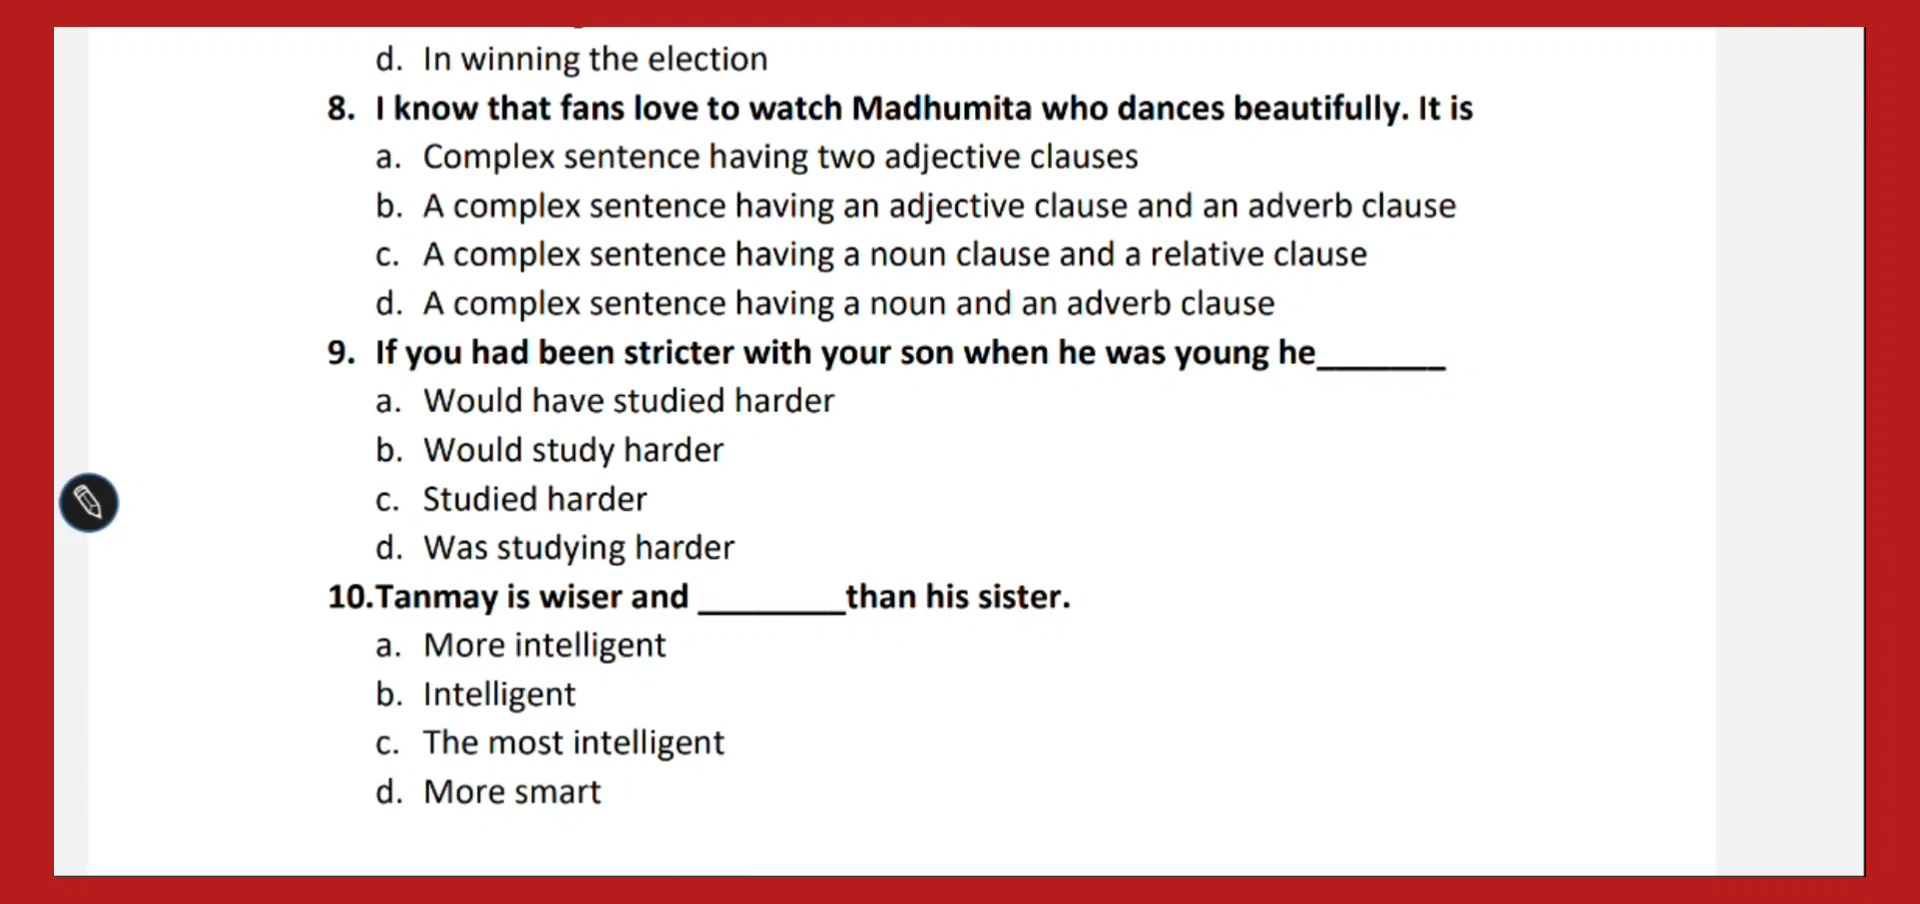 d. In winning the election
8. I know that fans love to watch Madhumita who dances beautifully. It is
a. Complex sentence having two adjective clauses
b. A complex sentence having an adjective clause and an adverb clause
c. A complex sentence having a noun clause and a relative clause
d. A complex sentence having a noun and an adverb clause
9. If you had been stricter with your son when he was young he_______
a. Would have studied harder
b. Would study harder
c. Studied harder
d. Was studying harder
10.Tanmay is wiser and ________than his sister.
a. More intelligent
b. Intelligent
c. The most intelligent
d. More smart